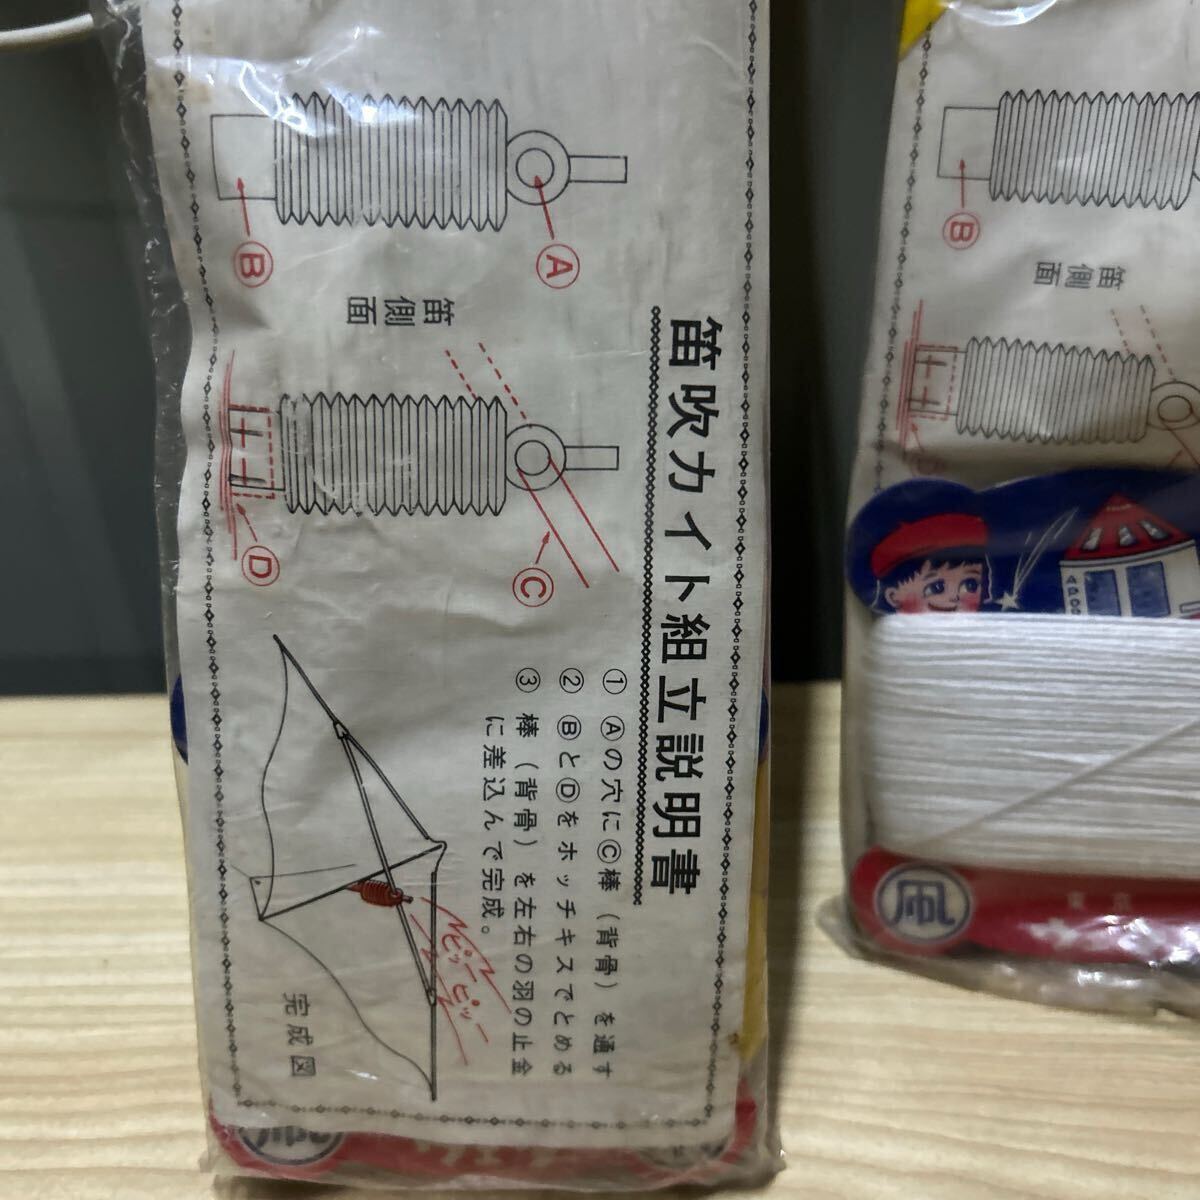 笛吹カイト組立説明書
① Ⓐの穴にⒸ棒（背骨）を通す
② ⒷとⒹをホッチキスでとめる
③ 棒（背骨）を左右の羽の止金
に差込んで完成。
Ⓐ
Ⓑ
笛側面
Ⓒ
Ⓓ
ピッーピッー
完成図
Ⓑ
笛側面
凧